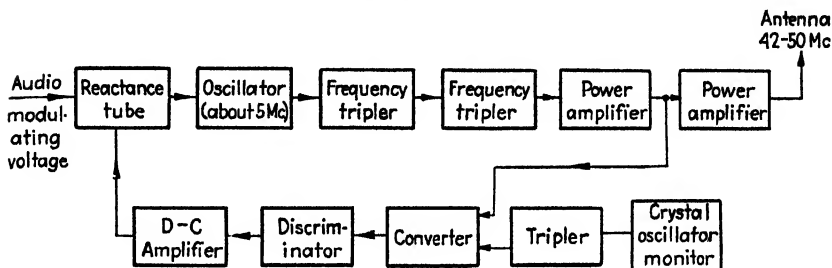 Antenna
42-50 Mc
Audio
modul-
ating
voltage
Reactance
tube
Oscillator
(about 5 Mc)
Frequency
tripler
Frequency
tripler
Power
amplifier
Power
amplifier
D-C
Amplifier
Discrim-
inator
Converter
Tripler
Crystal
oscillator
monitor